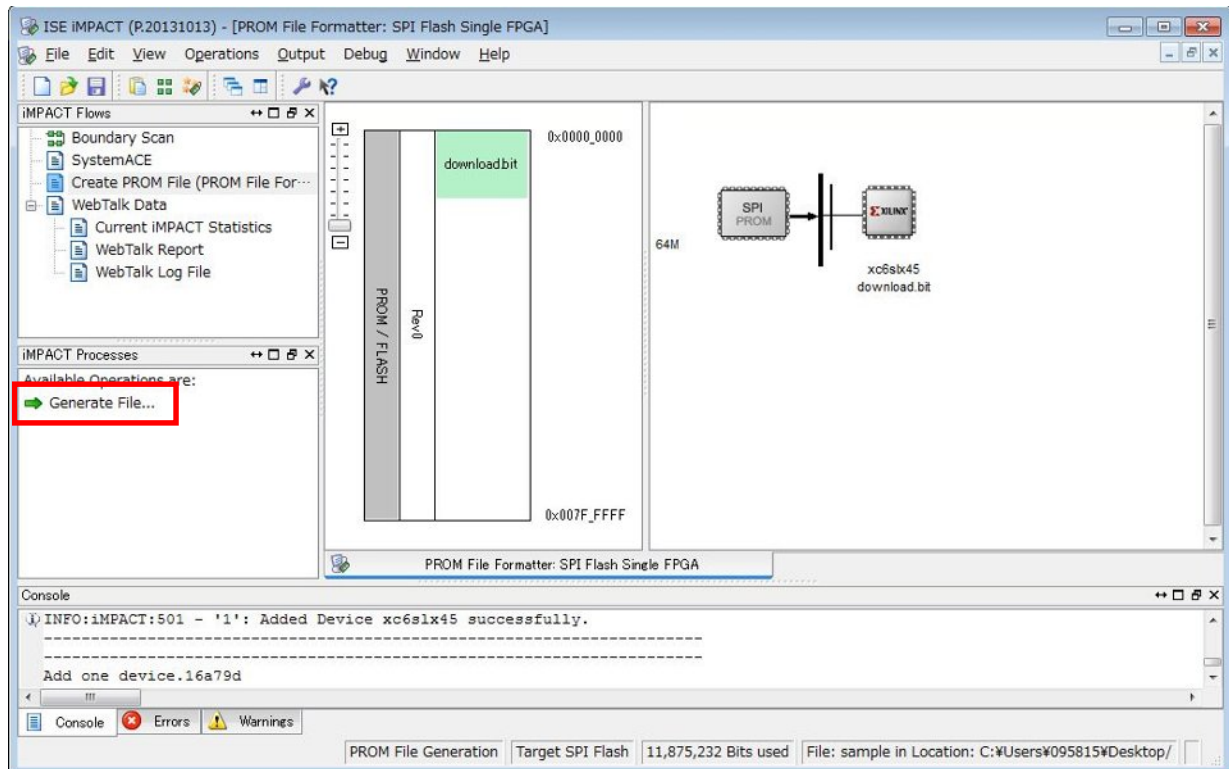 ISE iMPACT (P.20131013) - [PROM File Formatter: SPI Flash Single FPGA]
File Edit View Operations Output Debug Window Help
iMPACT Flows
Boundary Scan
SystemACE
Create PROM File (PROM File For…
WebTalk Data
Current iMPACT Statistics
WebTalk Report
WebTalk Log File
iMPACT Processes
Available Operations are:
Generate File...
0x0000_0000
download.bit
PROM / FLASH
Rev0
0x007F_FFFF
64M
SPI
PROM
XILINX
xc6slx45
download.bit
PROM File Formatter: SPI Flash Single FPGA
Console
INFO:iMPACT:501 - '1': Added Device xc6slx45 successfully.
----------------------------------------------------------------------
----------------------------------------------------------------------
Add one device.16a79d
Console Errors Warnings
PROM File Generation Target SPI Flash 11,875,232 Bits used File: sample in Location: C:¥Users¥095815¥Desktop/